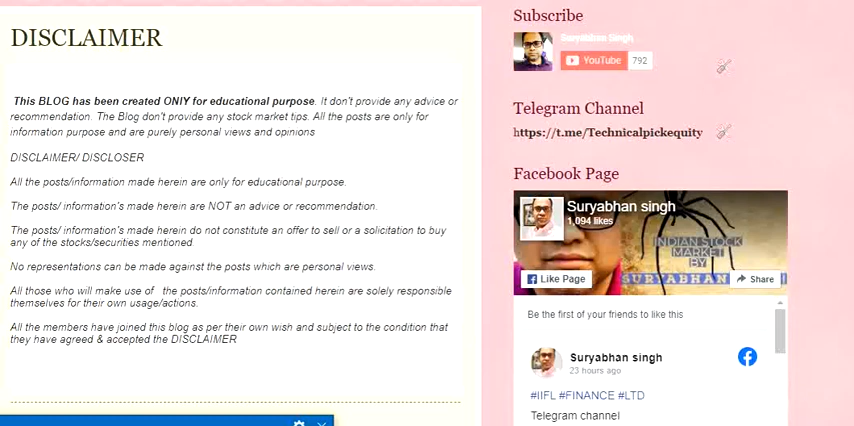 DISCLAIMER
This BLOG has been created ONLY for educational purpose. It don't provide any advice or
recommendation. The Blog don't provide any stock market tips. All the posts are only for
information purpose and are purely personal views and opinions
DISCLAIMER/ DISCLOSER
All the posts/information made herein are only for educational purpose.
The posts/ information's made herein are NOT an advice or recommendation.
The posts/ information's made herein do not constitute an offer to sell or a solicitation to buy
any of the stocks/securities mentioned
No representations can be made against the posts which are personal views.
All those who will make use of the posts/information contained herein are solely responsible
themselves for their own usage/actions.
All the members have joined this blog as per their own wish and subject to the condition that
they have agreed & accepted the DISCLAIMER
Subscribe
Suryabhan Singh
YouTube 792
Telegram Channel
https://t.me/Technicalpickequity
Facebook Page
Suryabhan singh
1,094 likes
INDIAN STOCK
MARKET
BY
SURYABHAN
Like Page
Share
Be the first of your friends to like this
Suryabhan singh
23 hours ago
#IIFL #FINANCE #LTD
Telegram channel